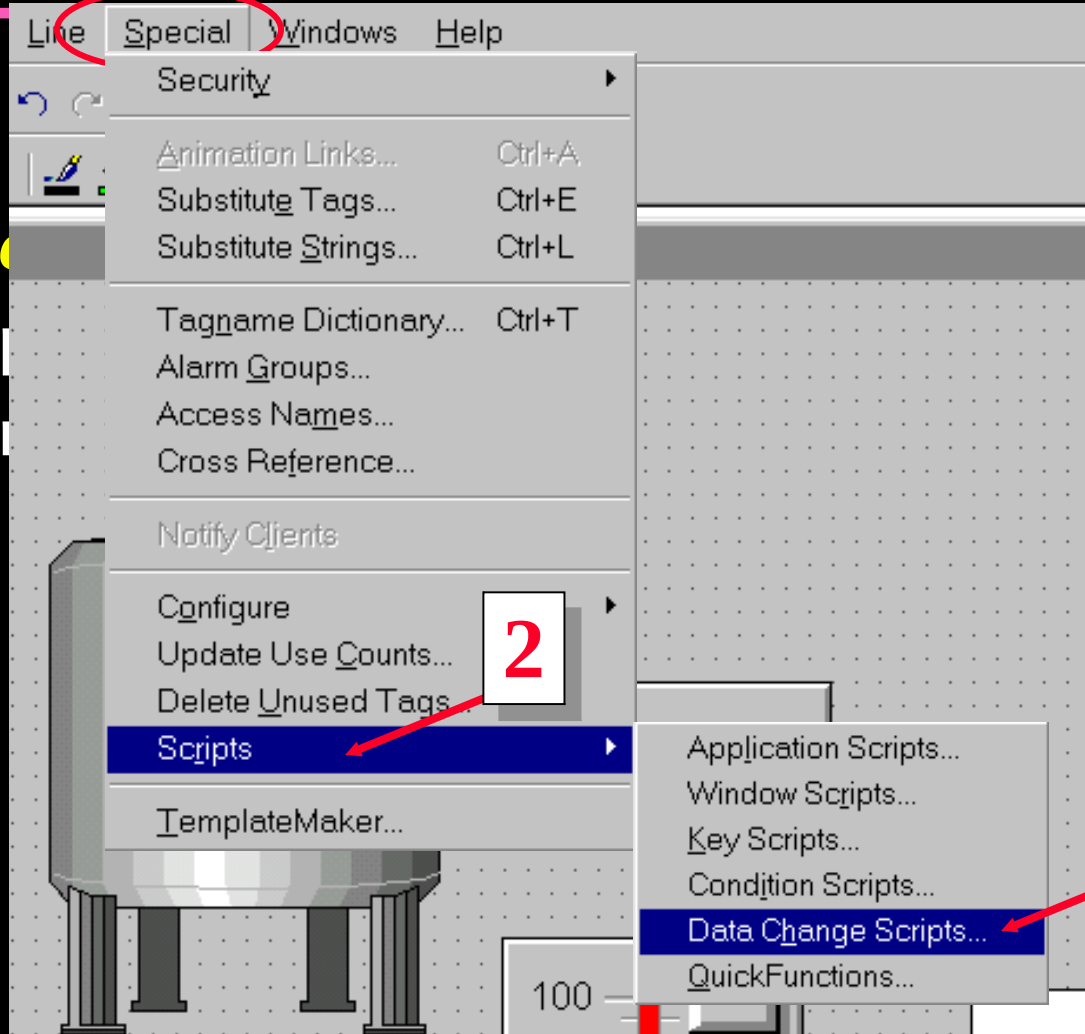 Line Special Windows Help
Security
Animation Links... Ctrl+A
Substitute Tags... Ctrl+E
Substitute Strings... Ctrl+L
Tagname Dictionary... Ctrl+T
Alarm Groups...
Access Names...
Cross Reference...
Notify Clients
Configure
2
Update Use Counts...
Delete Unused Tags...
Scripts
Application Scripts...
Window Scripts...
Key Scripts...
TemplateMaker...
Condition Scripts...
Data Change Scripts...
QuickFunctions...
100